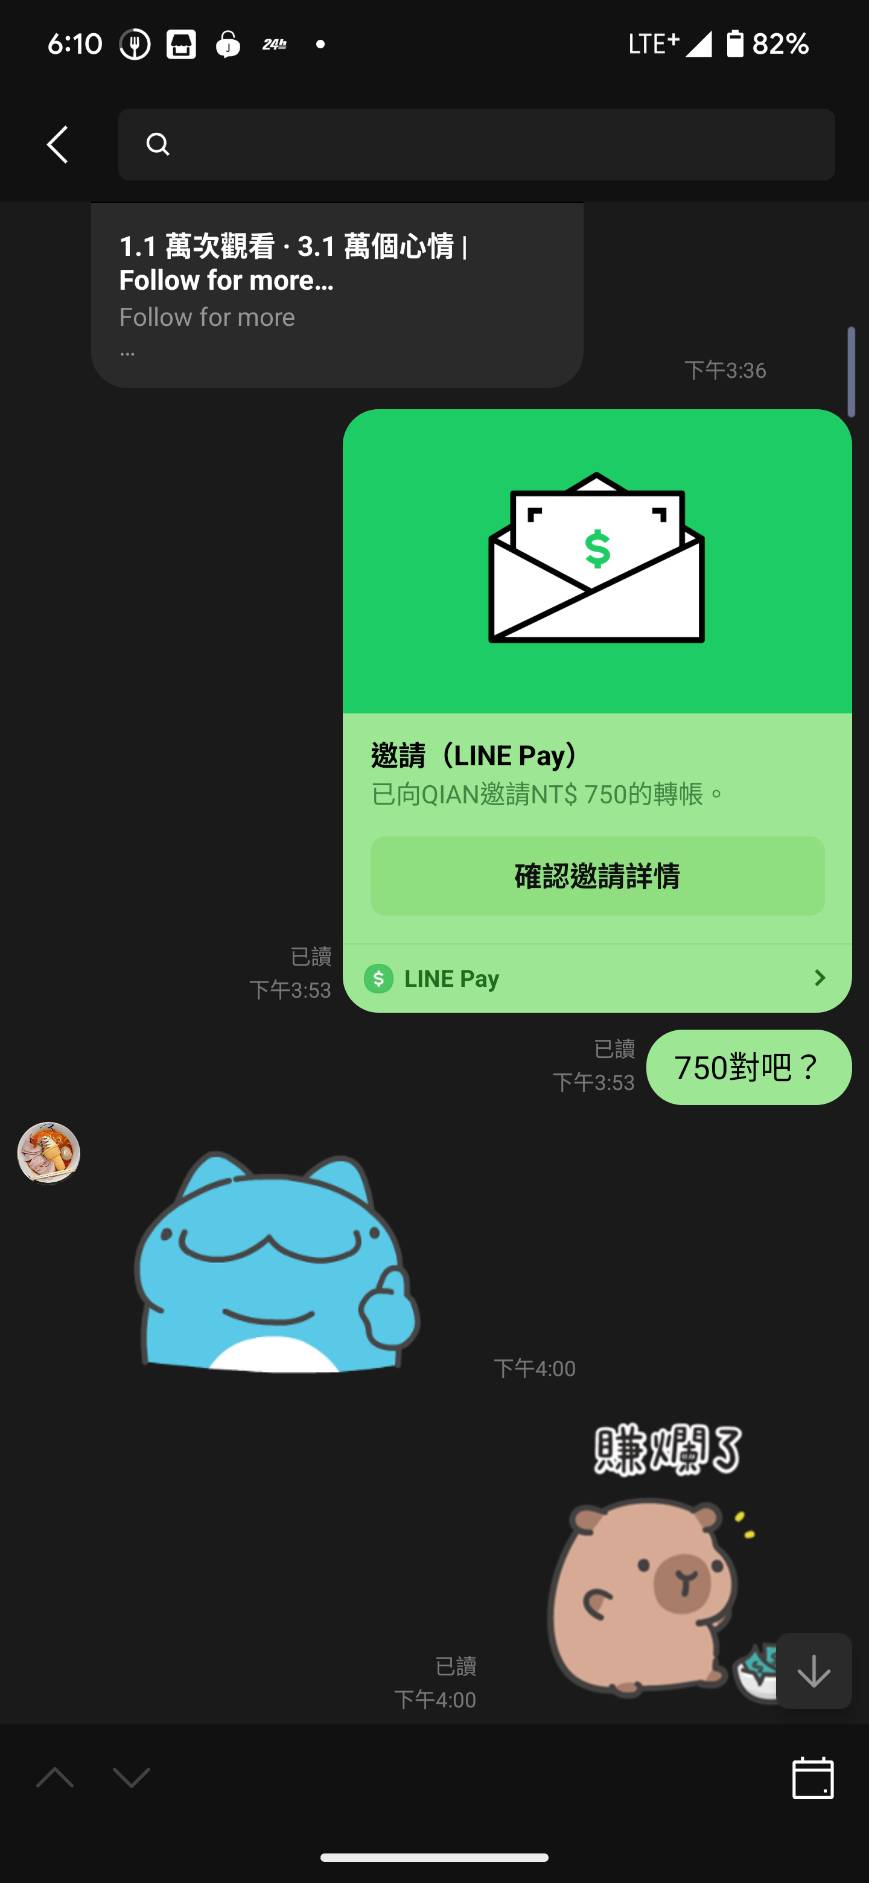 6:10
24h
LTE+
82%
1.1 萬次觀看 · 3.1 萬個心情 |
Follow for more...
Follow for more
...
下午3:36
$
邀請（LINE Pay）
已向QIAN邀請NT$ 750的轉帳。
確認邀請詳情
已讀
下午3:53
$ LINE Pay
已讀
下午3:53
750對吧？
下午4:00
賺爛了
已讀
下午4:00